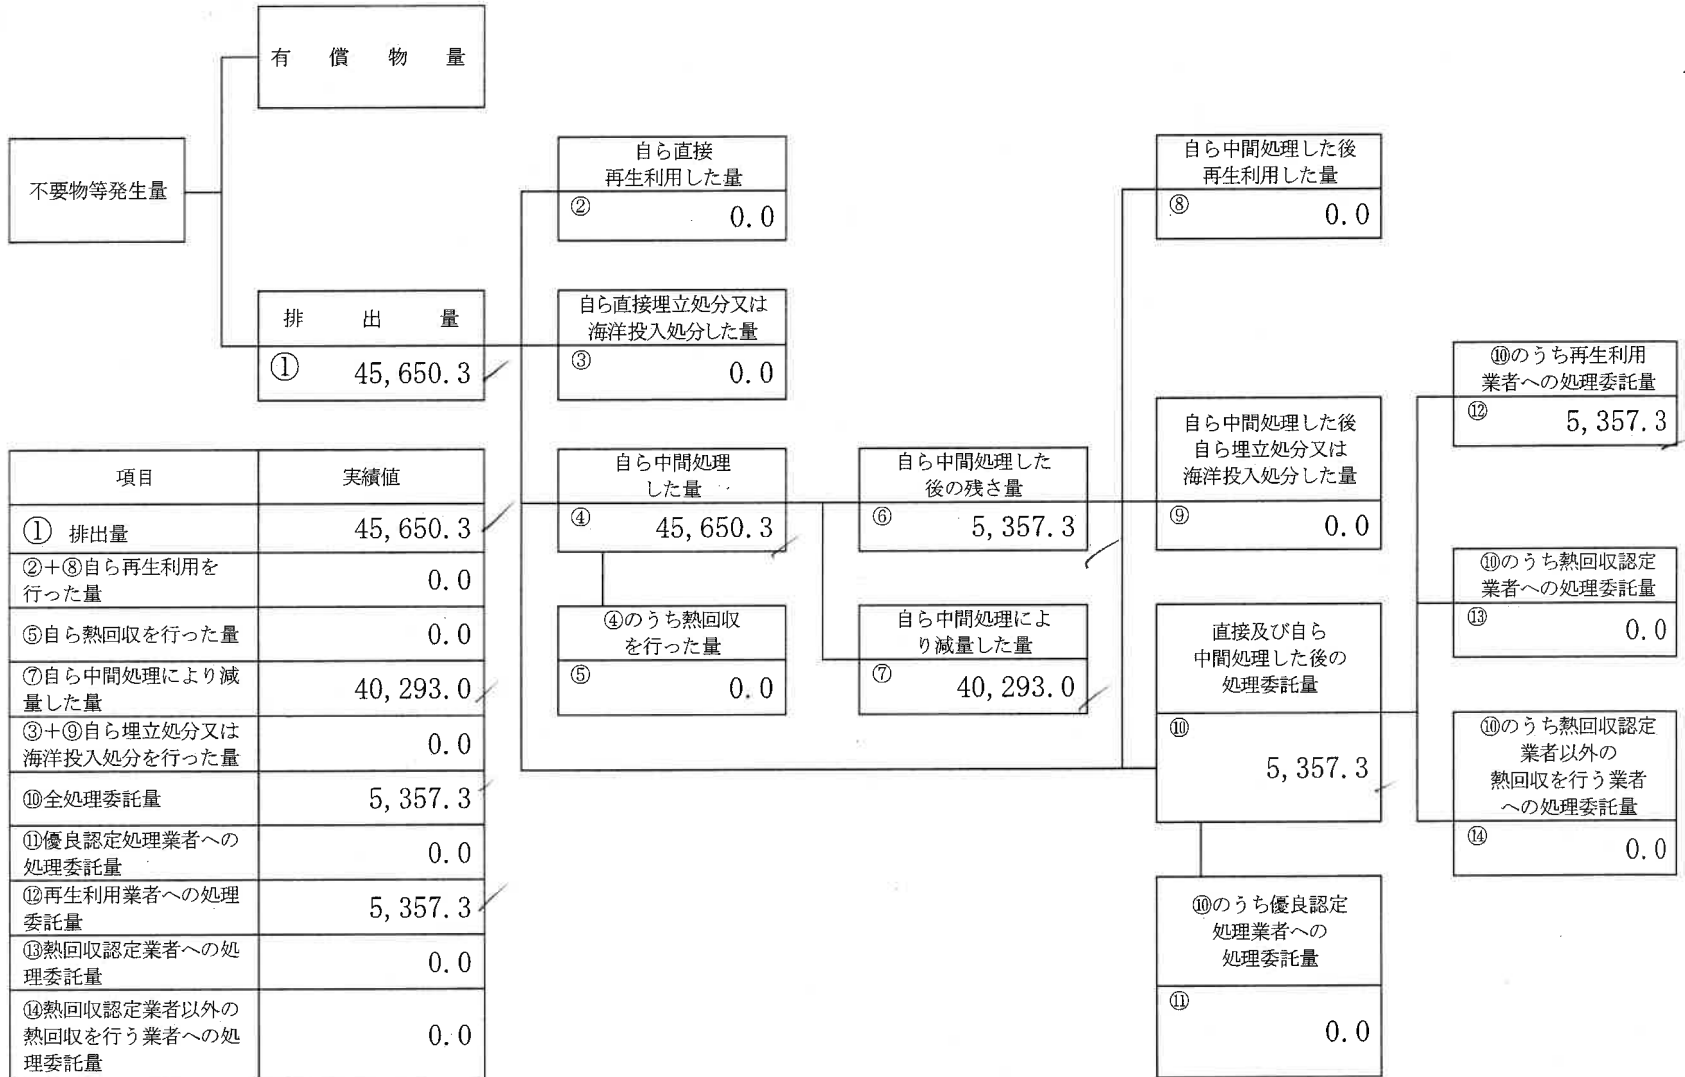 有償物量
不要物等発生量
排出量
① 45,650.3
自ら直接
再生利用した量
② 0.0
自ら直接埋立処分又は
海洋投入処分した量
③ 0.0
自ら中間処理
した量
④ 45,650.3
④のうち熱回収
を行った量
⑤ 0.0
自ら中間処理した
後の残さ量
⑥ 5,357.3
自ら中間処理によ
り減量した量
⑦ 40,293.0
自ら中間処理した後
再生利用した量
⑧ 0.0
自ら中間処理した後
自ら埋立処分又は
海洋投入処分した量
⑨ 0.0
直接及び自ら
中間処理した後の
処理委託量
⑩
5,357.3
⑩のうち優良認定
処理業者への
処理委託量
⑪
0.0
⑩のうち再生利用
業者への処理委託量
⑫ 5,357.3
⑩のうち熱回収認定
業者への処理委託量
⑬ 0.0
⑩のうち熱回収認定
業者以外の
熱回収を行う業者
への処理委託量
⑭ 0.0
項目 実績値
① 排出量 45,650.3
②+⑧自ら再生利用を
行った量 0.0
⑤自ら熱回収を行った量 0.0
⑦自ら中間処理により減
量した量 40,293.0
③+⑨自ら埋立処分又は
海洋投入処分を行った量 0.0
⑩全処理委託量 5,357.3
⑪優良認定処理業者への
処理委託量 0.0
⑫再生利用業者への処理
委託量 5,357.3
⑬熱回収認定業者への処
理委託量 0.0
⑭熱回収認定業者以外の
熱回収を行う業者への処
理委託量 0.0